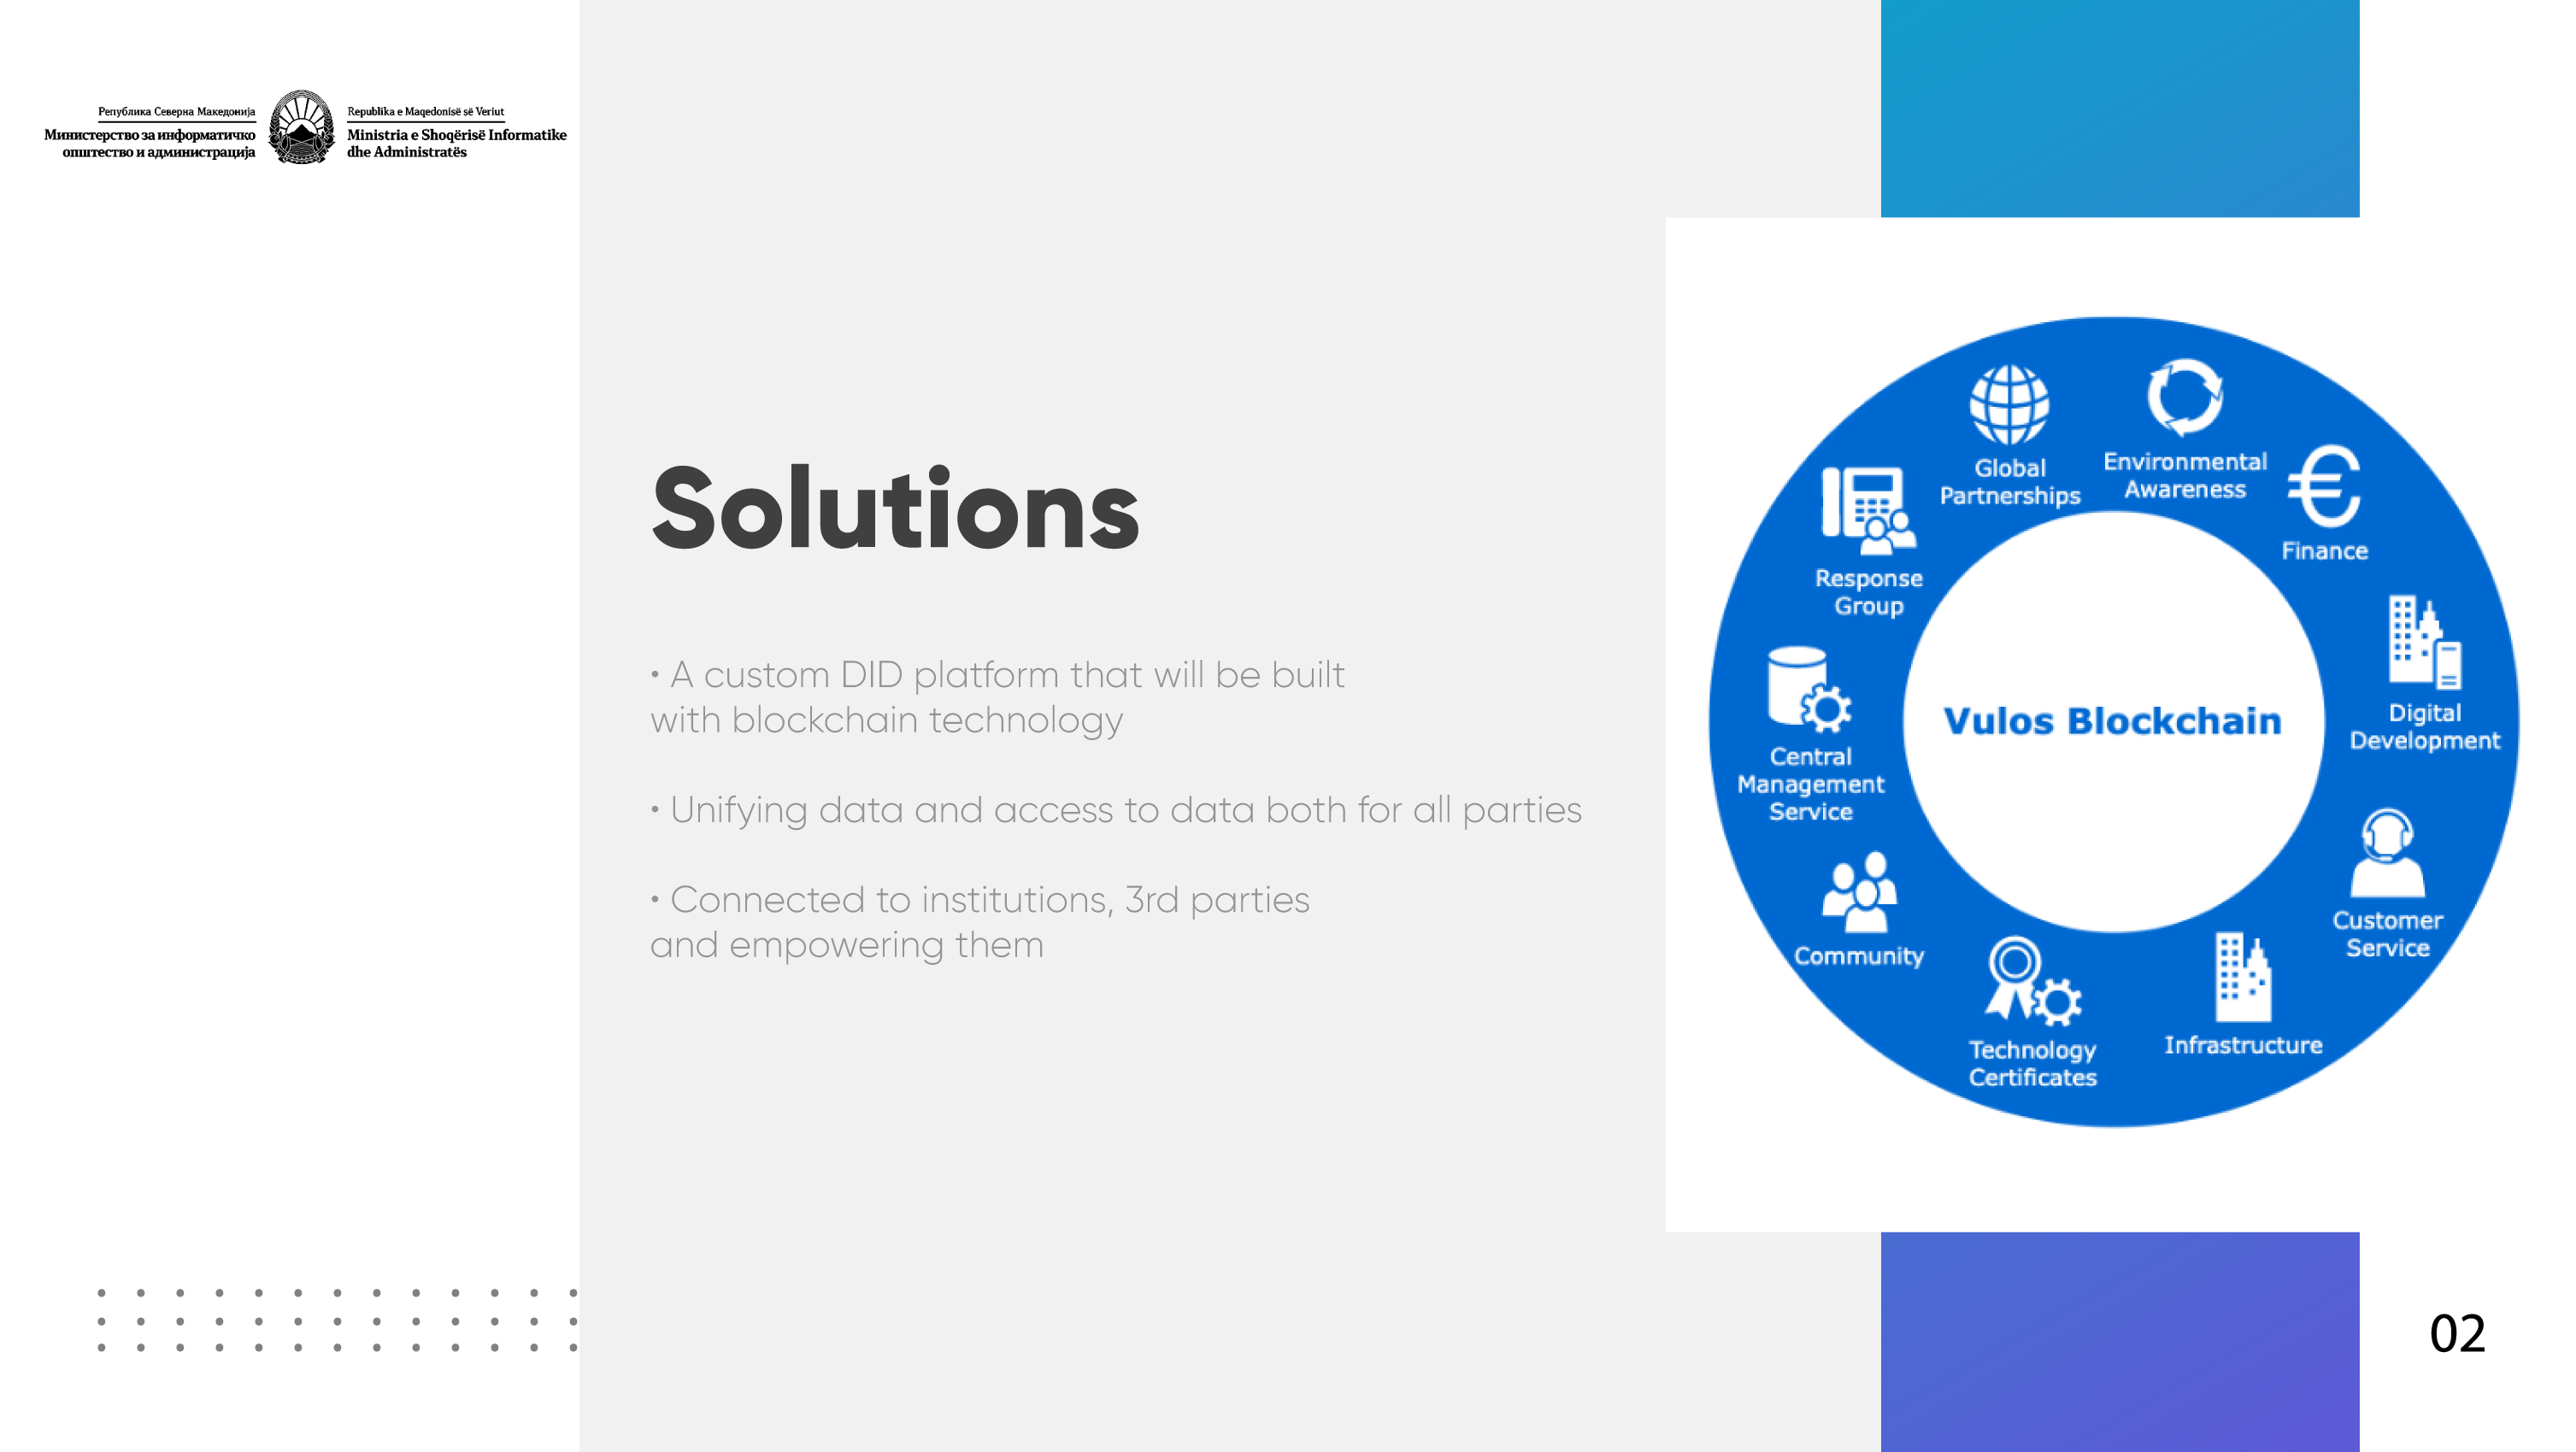 Република Северна Македонија
Министерство за информатичко
општество и администрација
Republika e Maqedonisë së Veriut
Ministria e Shoqërisë Informatike
dhe Administratës
Solutions
• A custom DID platform that will be built
with blockchain technology
• Unifying data and access to data both for all parties
• Connected to institutions, 3rd parties
and empowering them
Vulos Blockchain
Global
Partnerships
Environmental
Awareness
Finance
Digital
Development
Customer
Service
Infrastructure
Technology
Certificates
Community
Central
Management
Service
Response
Group
02